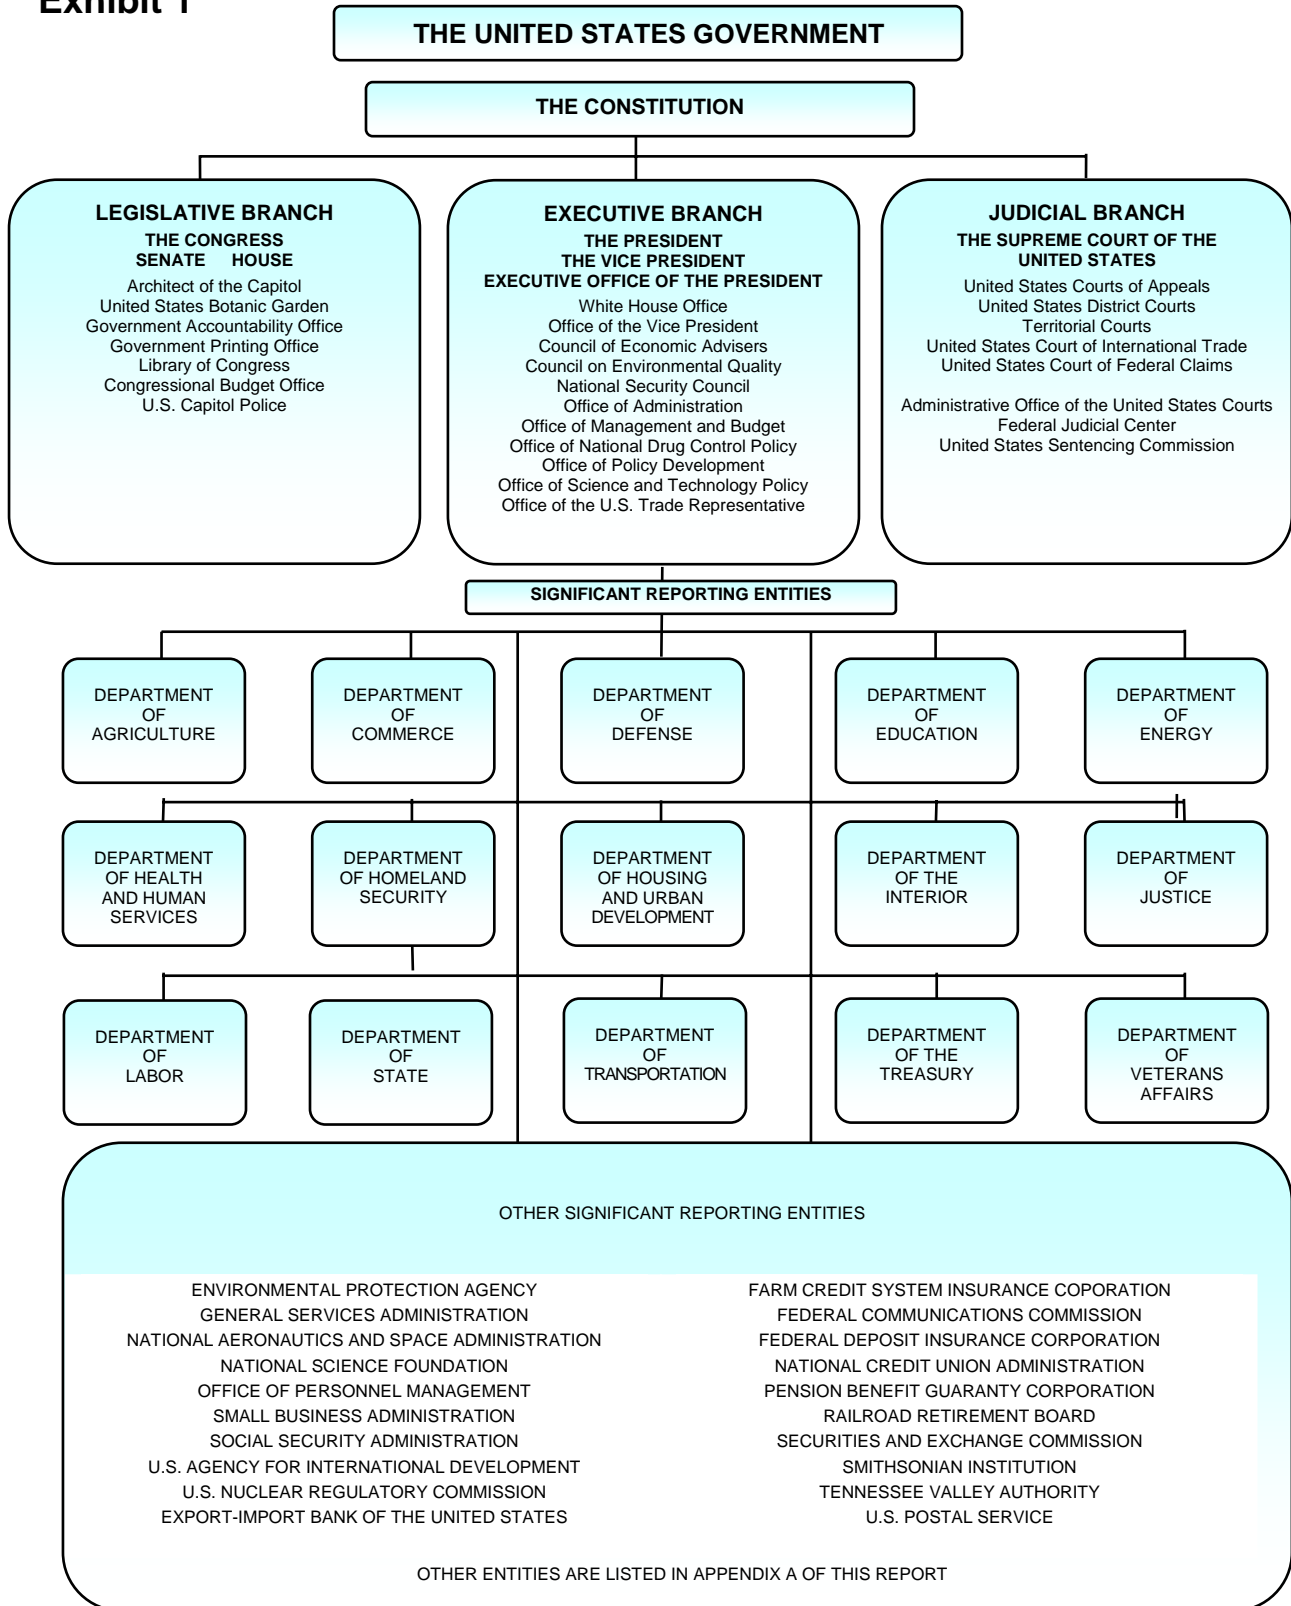 Exhibit 1
THE UNITED STATES GOVERNMENT
THE CONSTITUTION
LEGISLATIVE BRANCH
THE CONGRESS
SENATE HOUSE
Architect of the Capitol
United States Botanic Garden
Government Accountability Office
Government Printing Office
Library of Congress
Congressional Budget Office
U.S. Capitol Police
EXECUTIVE BRANCH
THE PRESIDENT
THE VICE PRESIDENT
EXECUTIVE OFFICE OF THE PRESIDENT
White House Office
Office of the Vice President
Council of Economic Advisers
Council on Environmental Quality
National Security Council
Office of Administration
Office of Management and Budget
Office of National Drug Control Policy
Office of Policy Development
Office of Science and Technology Policy
Office of the U.S. Trade Representative
JUDICIAL BRANCH
THE SUPREME COURT OF THE
UNITED STATES
United States Courts of Appeals
United States District Courts
Territorial Courts
United States Court of International Trade
United States Court of Federal Claims
Administrative Office of the United States Courts
Federal Judicial Center
United States Sentencing Commission
SIGNIFICANT REPORTING ENTITIES
DEPARTMENT
OF
AGRICULTURE
DEPARTMENT
OF
COMMERCE
DEPARTMENT
OF
DEFENSE
DEPARTMENT
OF
EDUCATION
DEPARTMENT
OF
ENERGY
DEPARTMENT
OF HEALTH
AND HUMAN
SERVICES
DEPARTMENT
OF HOMELAND
SECURITY
DEPARTMENT
OF HOUSING
AND URBAN
DEVELOPMENT
DEPARTMENT
OF THE
INTERIOR
DEPARTMENT
OF
JUSTICE
DEPARTMENT
OF
LABOR
DEPARTMENT
OF
STATE
DEPARTMENT
OF
TRANSPORTATION
DEPARTMENT
OF THE
TREASURY
DEPARTMENT
OF
VETERANS
AFFAIRS
OTHER SIGNIFICANT REPORTING ENTITIES
ENVIRONMENTAL PROTECTION AGENCY
GENERAL SERVICES ADMINISTRATION
NATIONAL AERONAUTICS AND SPACE ADMINISTRATION
NATIONAL SCIENCE FOUNDATION
OFFICE OF PERSONNEL MANAGEMENT
SMALL BUSINESS ADMINISTRATION
SOCIAL SECURITY ADMINISTRATION
U.S. AGENCY FOR INTERNATIONAL DEVELOPMENT
U.S. NUCLEAR REGULATORY COMMISSION
EXPORT-IMPORT BANK OF THE UNITED STATES
FARM CREDIT SYSTEM INSURANCE COPORATION
FEDERAL COMMUNICATIONS COMMISSION
FEDERAL DEPOSIT INSURANCE CORPORATION
NATIONAL CREDIT UNION ADMINISTRATION
PENSION BENEFIT GUARANTY CORPORATION
RAILROAD RETIREMENT BOARD
SECURITIES AND EXCHANGE COMMISSION
SMITHSONIAN INSTITUTION
TENNESSEE VALLEY AUTHORITY
U.S. POSTAL SERVICE
OTHER ENTITIES ARE LISTED IN APPENDIX A OF THIS REPORT